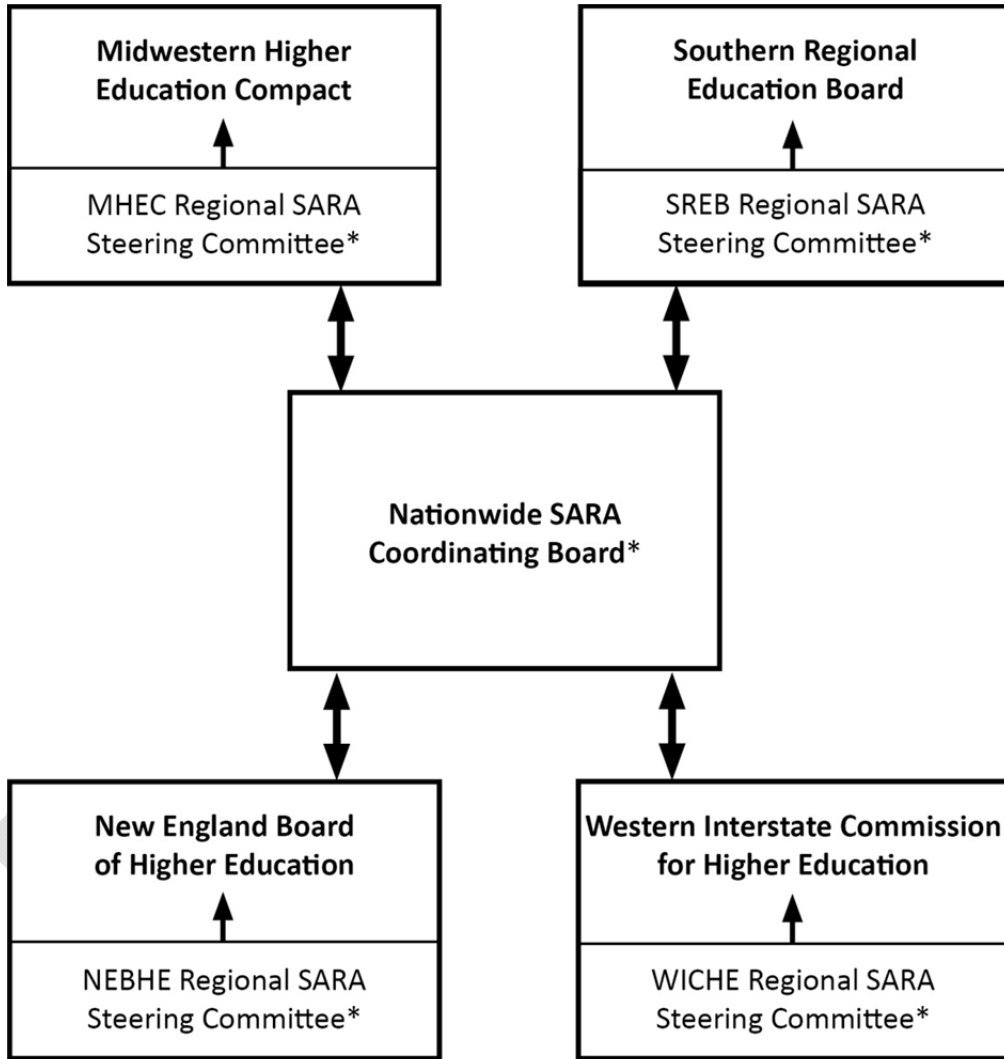 Midwestern Higher
Education Compact
MHEC Regional SARA
Steering Committee*
Southern Regional
Education Board
SREB Regional SARA
Steering Committee*
Nationwide SARA
Coordinating Board*
New England Board
of Higher Education
NEBHE Regional SARA
Steering Committee*
Western Interstate Commission
for Higher Education
WICHE Regional SARA
Steering Committee*